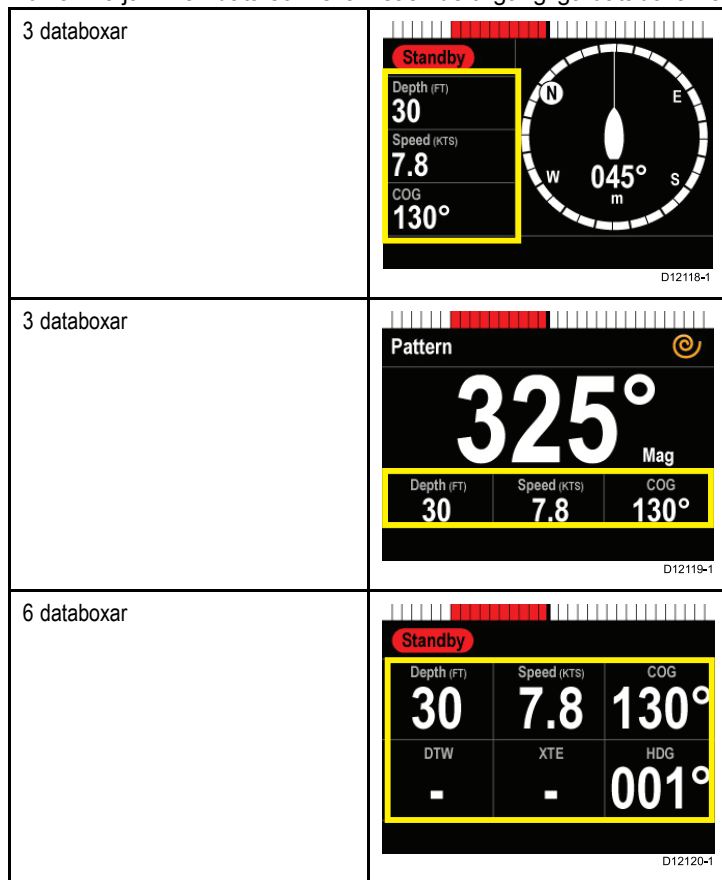 3 databoxar
Standby
Depth (FT)
30
Speed (KTS)
7.8
COG
130°
N
E
W
S
045°
m
D12118-1
3 databoxar
Pattern
325°
Mag
Depth (FT) Speed (KTS) COG
30 7.8 130°
D12119-1
6 databoxar
Standby
Depth (FT) Speed (KTS) COG
30 7.8 130°
DTW XTE HDG
- - 001°
D12120-1